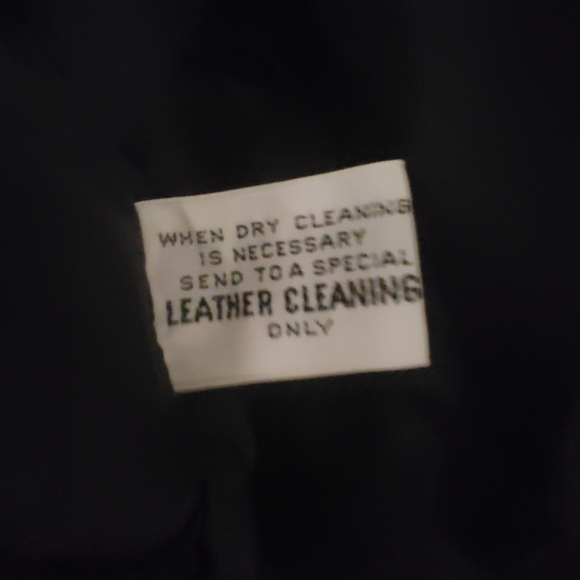 WHEN DRY CLEANING
IS NECESSARY
SEND TO A SPECIAL
LEATHER CLEANING
ONLY